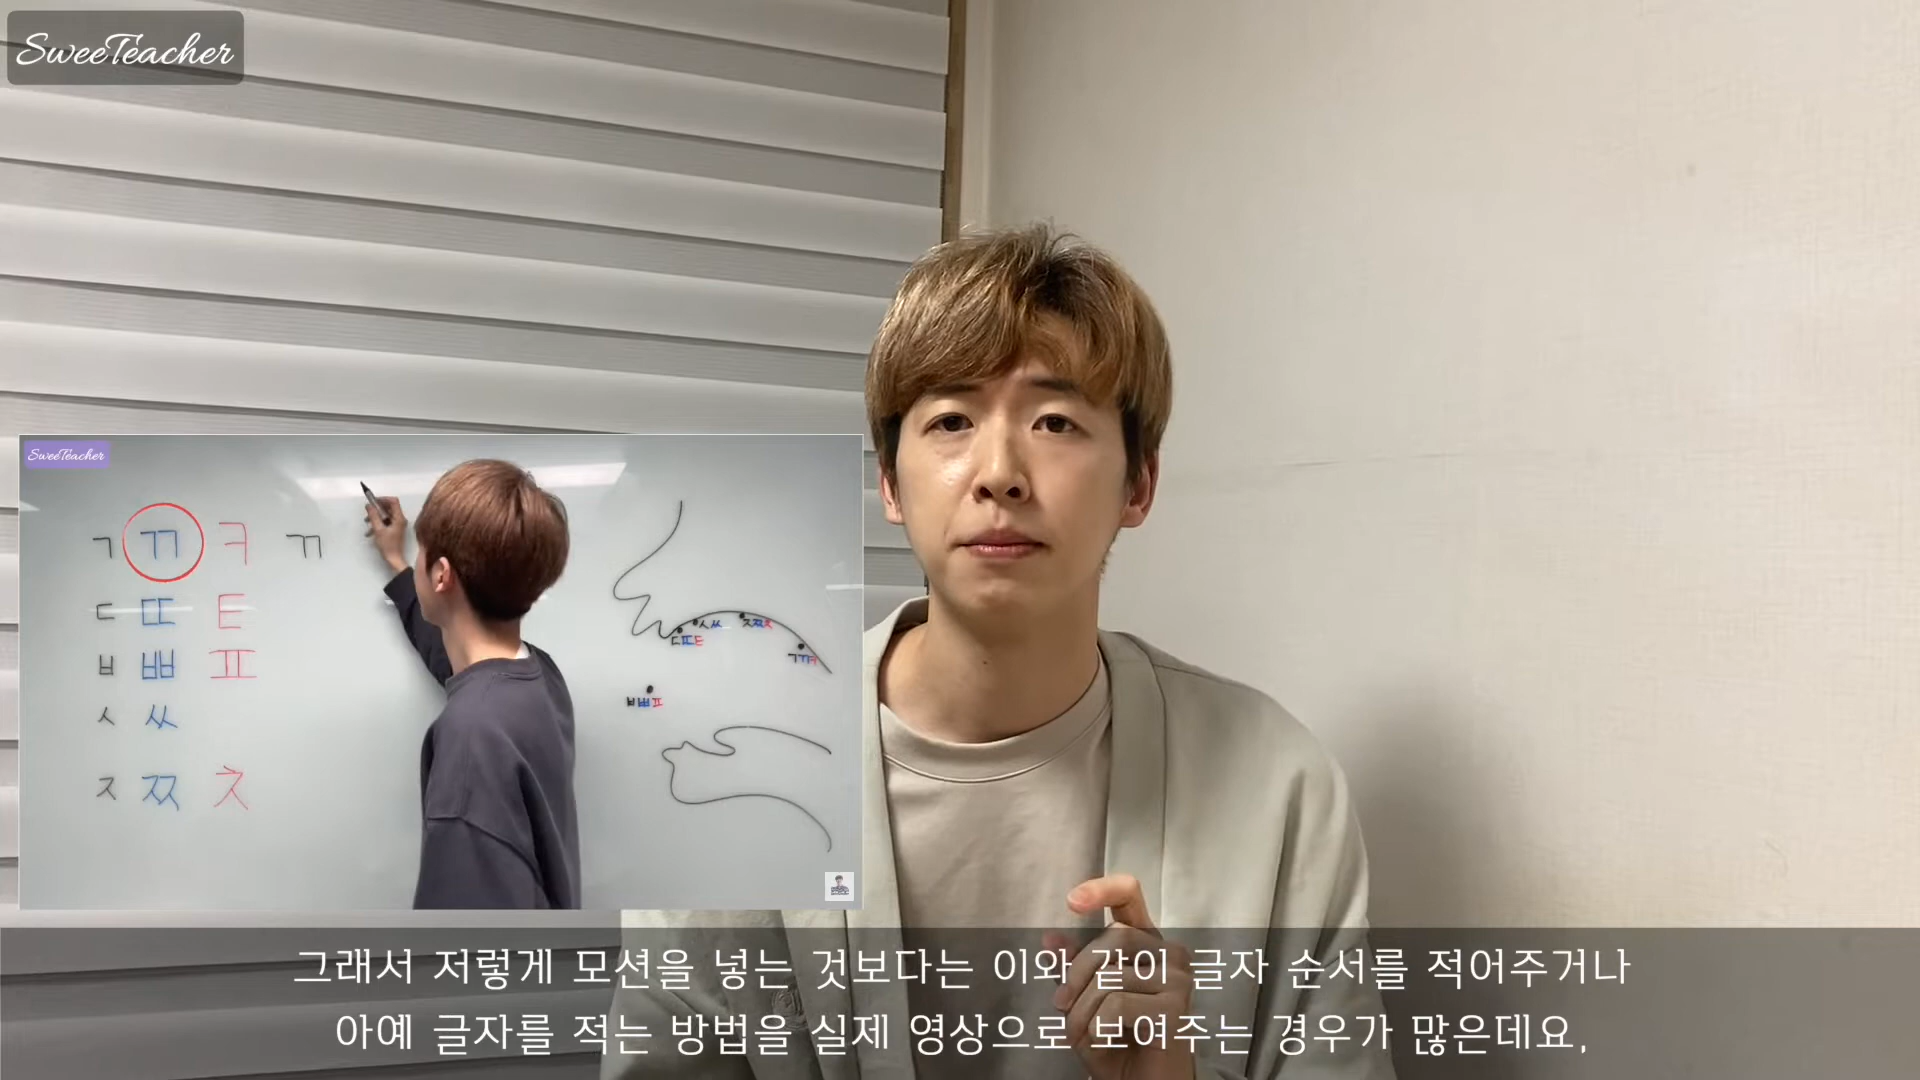 SweeTeacher
SweeTeacher
ㄱ ㄲ ㅋ ㄲ
ㄷ ㄸ ㅌ
ㅂ ㅃ ㅍ
ㅅ ㅆ
ㅈ ㅉ ㅊ
ㄷㄸㅌ
ㅅㅆ
ㅈㅉㅊ
ㄱㄲㅋ
ㅂㅃㅍ
그래서 저렇게 모션을 넣는 것보다는 이와 같이 글자 순서를 적어주거나
아예 글자를 적는 방법을 실제 영상으로 보여주는 경우가 많은데요,